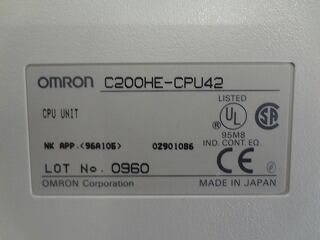 OMRON C200HE-CPU42
CPU UNIT
LISTED
UL
95M8
IND. CONT. EQ.
NK APP.<96A106> 02901086
LOT No. 0960
CE
OMRON Corporation MADE IN JAPAN